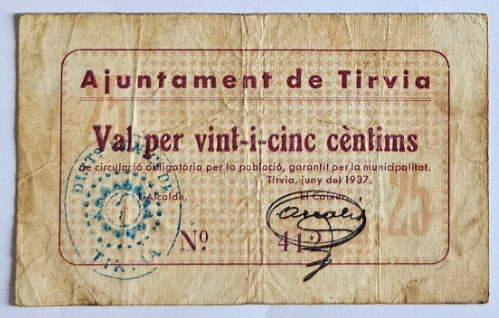 Ajuntament de Tirvia
Val per vint-i-cinc cèntims
de circulació obligatòria per la població, garantit per la municipalitat.
Tirvia, juny del 1937.
L'Alcalde, El Caixer,
Nº 412
25